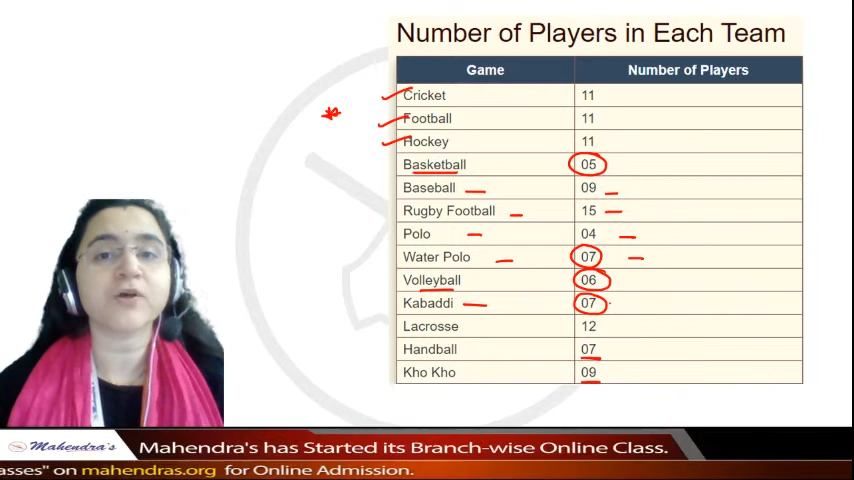 Number of Players in Each Team
Game Number of Players
Cricket 11
Football 11
Hockey 11
Basketball 05
Baseball 09
Rugby Football 15
Polo 04
Water Polo 07
Volleyball 06
Kabaddi 07
Lacrosse 12
Handball 07
Kho Kho 09
Mahendra's Mahendra's has Started its Branch-wise Online Class.
asses" on mahendras.org for Online Admission.